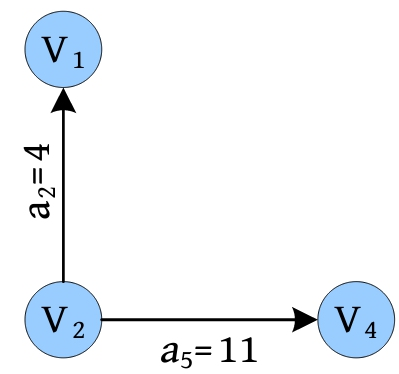 V₁
a₂=4
V₂
V₄
a₅=11